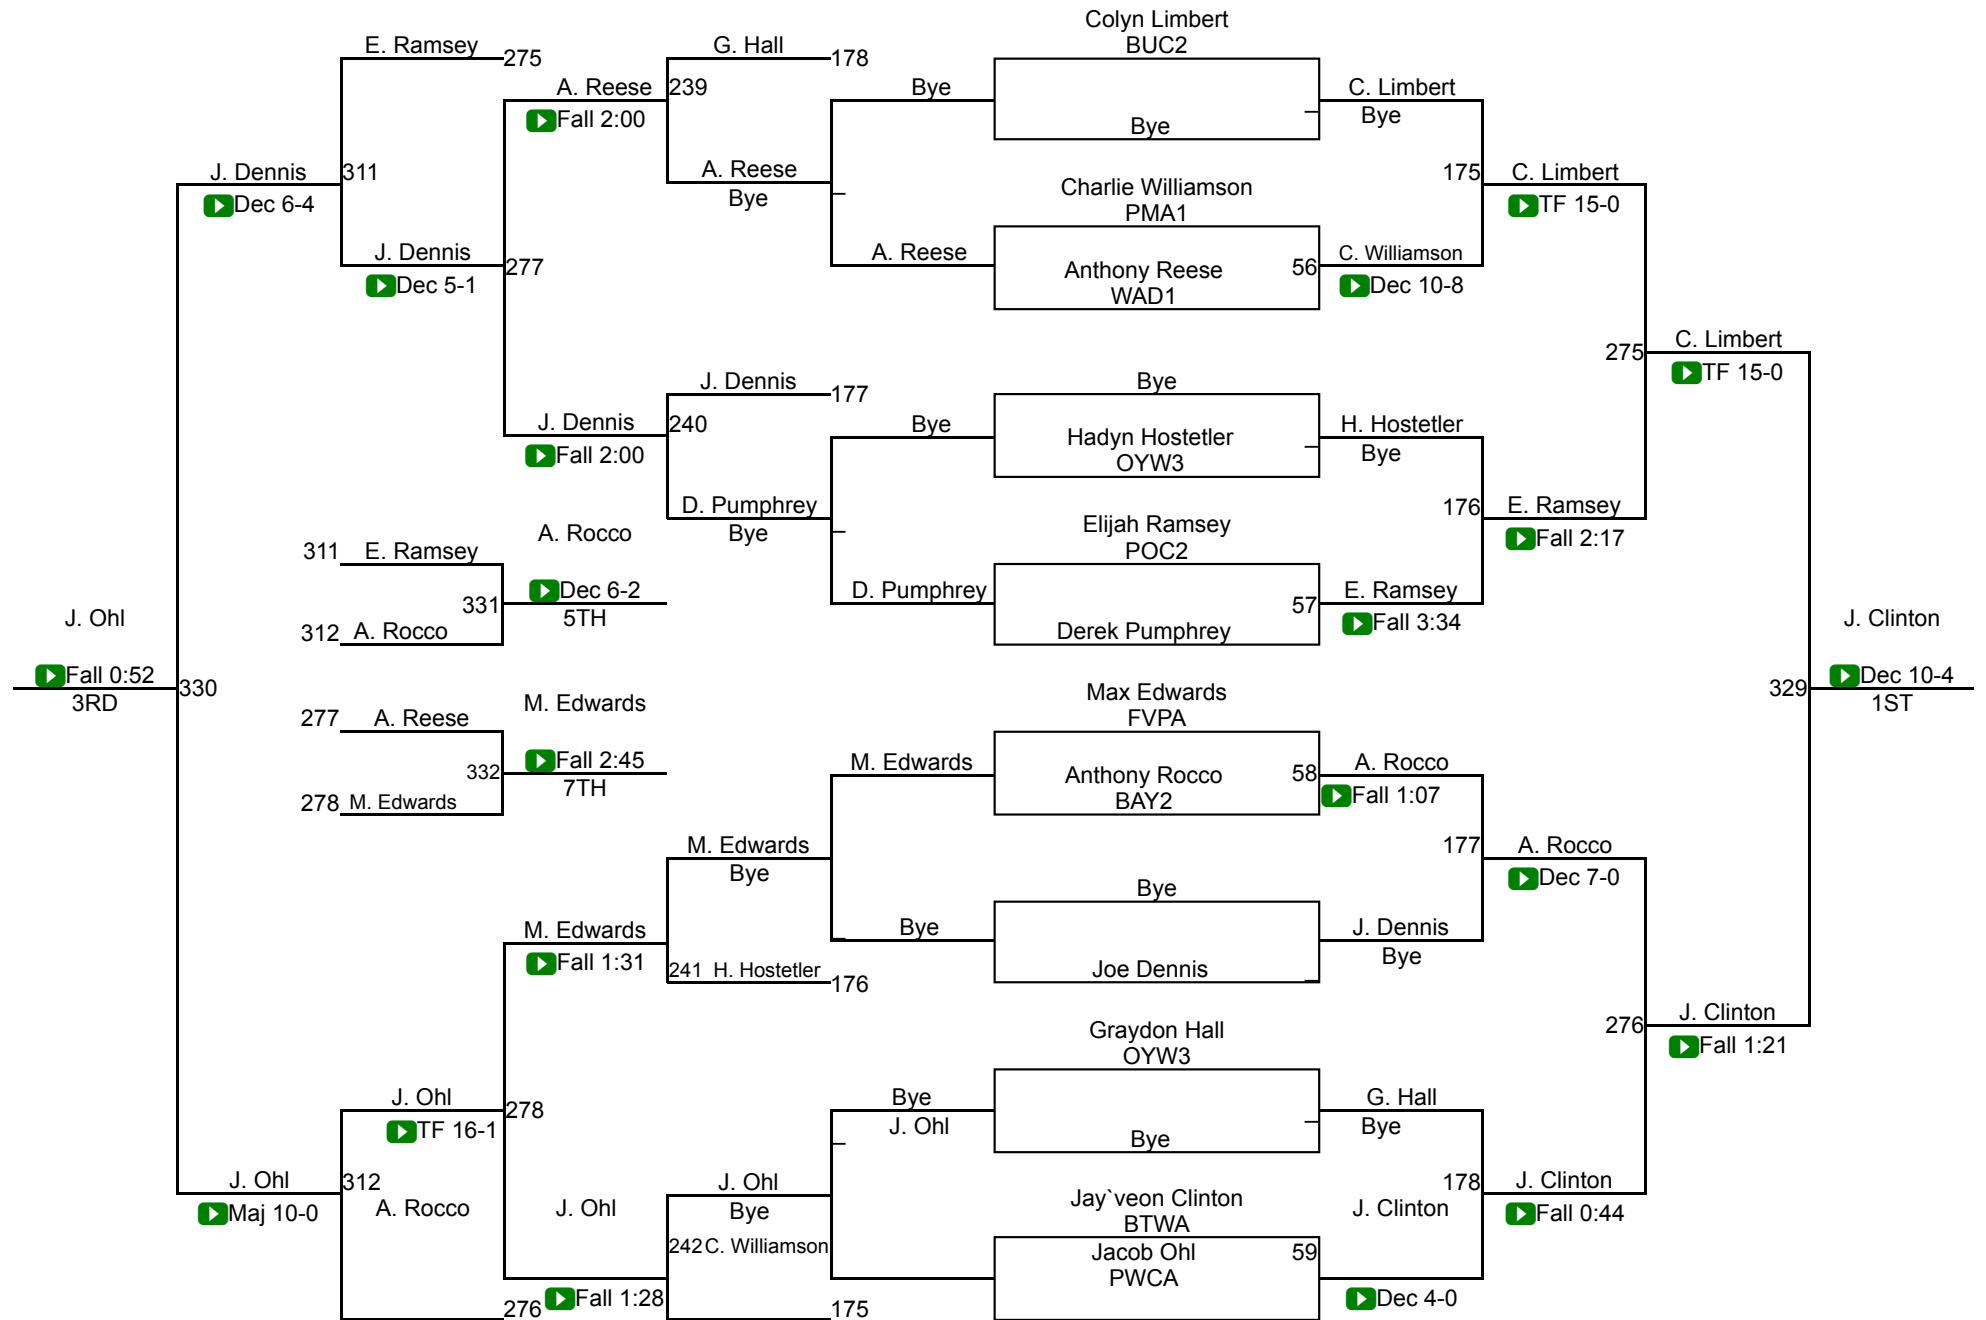 Colyn Limbert
BUC2
E. Ramsey
275
G. Hall
178
A. Reese
239
Fall 2:00
Bye
Bye
C. Limbert
Bye
J. Dennis
311
Dec 6-4
A. Reese
Bye
Charlie Williamson
PMA1
175
C. Limbert
TF 15-0
J. Dennis
277
Dec 5-1
A. Reese
Anthony Reese
WAD1
56
C. Williamson
Dec 10-8
275
C. Limbert
TF 15-0
J. Dennis
177
Bye
J. Dennis
240
Fall 2:00
Bye
Hadyn Hostetler
OYW3
H. Hostetler
Bye
D. Pumphrey
Bye
Elijah Ramsey
POC2
176
E. Ramsey
Fall 2:17
A. Rocco
311
E. Ramsey
331
Dec 6-2
5TH
312
A. Rocco
D. Pumphrey
57
Derek Pumphrey
E. Ramsey
Fall 3:34
J. Ohl
Fall 0:52
3RD
330
J. Clinton
329
Dec 10-4
1ST
M. Edwards
277
A. Reese
332
Fall 2:45
7TH
278
M. Edwards
Max Edwards
FVPA
M. Edwards
Anthony Rocco
BAY2
58
A. Rocco
Fall 1:07
M. Edwards
Bye
177
A. Rocco
Dec 7-0
Bye
M. Edwards
Fall 1:31
Bye
Joe Dennis
J. Dennis
Bye
241
H. Hostetler
176
Graydon Hall
OYW3
276
J. Clinton
Fall 1:21
J. Ohl
278
TF 16-1
Bye
J. Ohl
Bye
G. Hall
Bye
J. Ohl
312
Maj 10-0
A. Rocco
J. Ohl
J. Ohl
Bye
Jay`veon Clinton
BTWA
J. Clinton
178
J. Clinton
Fall 0:44
242
C. Williamson
Jacob Ohl
PWCA
59
276
Fall 1:28
175
Dec 4-0